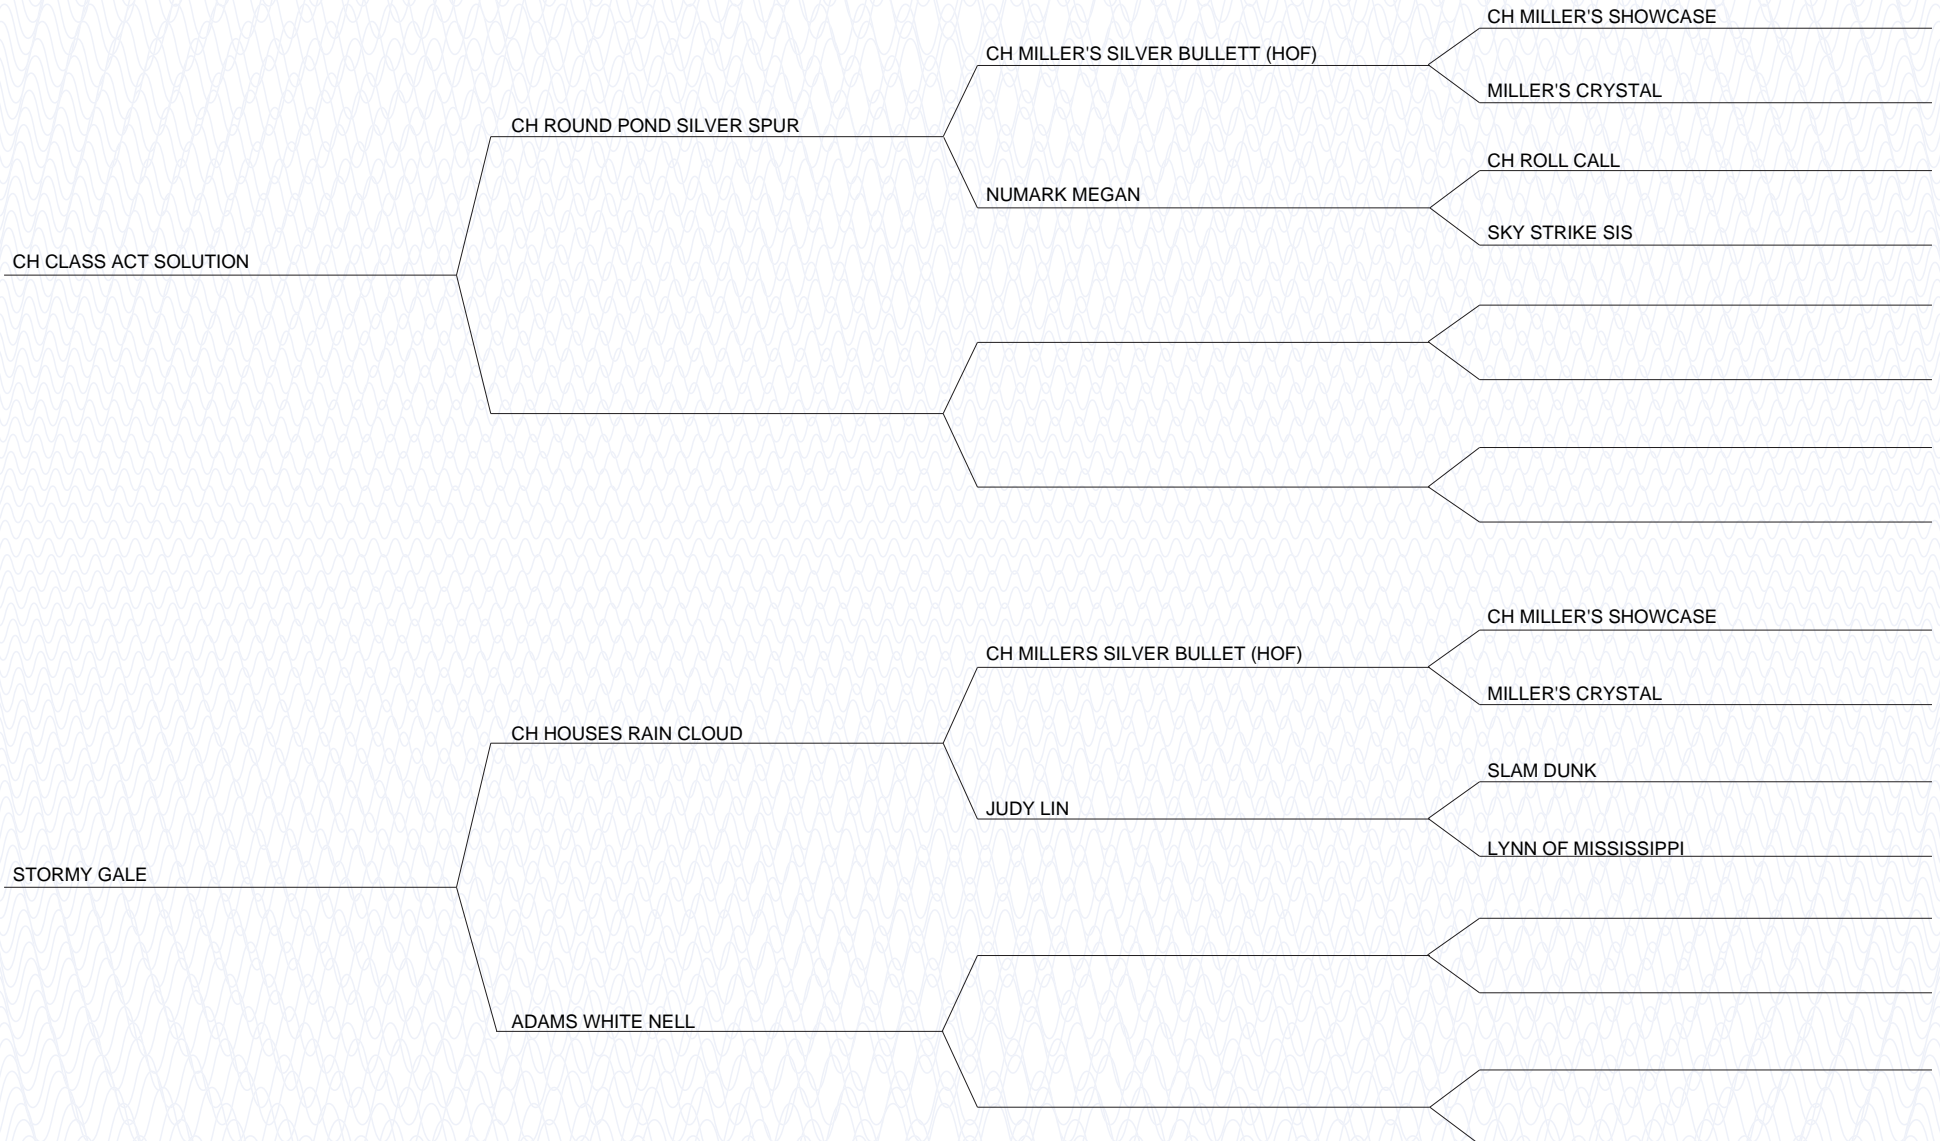 CH MILLER'S SHOWCASE
CH MILLER'S SILVER BULLETT (HOF)
MILLER'S CRYSTAL
CH ROUND POND SILVER SPUR
CH ROLL CALL
NUMARK MEGAN
SKY STRIKE SIS
CH CLASS ACT SOLUTION
CH MILLER'S SHOWCASE
CH MILLERS SILVER BULLET (HOF)
MILLER'S CRYSTAL
CH HOUSES RAIN CLOUD
SLAM DUNK
JUDY LIN
LYNN OF MISSISSIPPI
STORMY GALE
ADAMS WHITE NELL